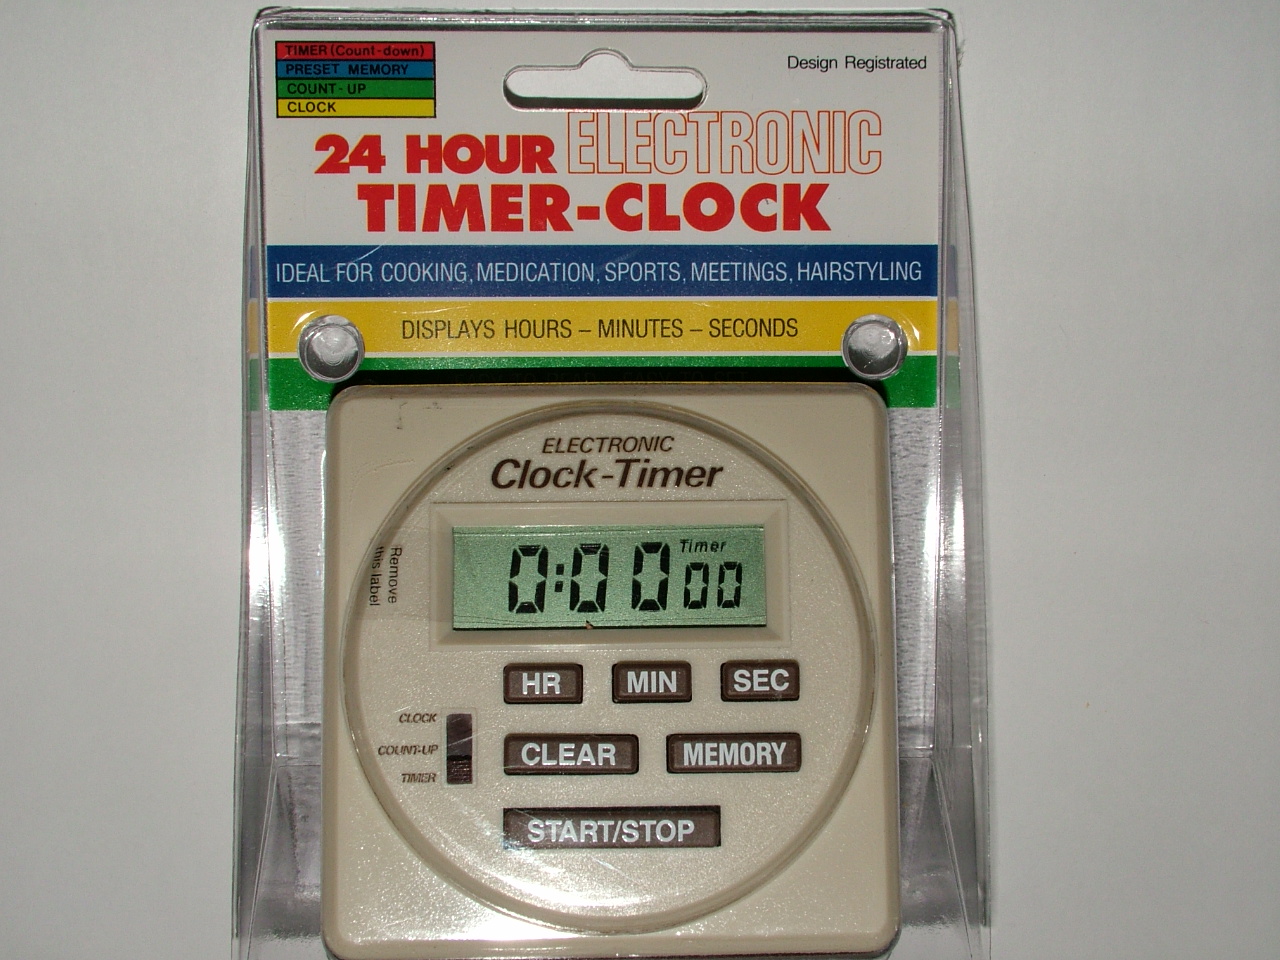 TIMER (Count-down)
PRESET MEMORY
COUNT-UP
CLOCK
Design Registrated
24 HOUR ELECTRONIC
TIMER-CLOCK
IDEAL FOR COOKING, MEDICATION, SPORTS, MEETINGS, HAIRSTYLING
DISPLAYS HOURS – MINUTES – SECONDS
ELECTRONIC
Clock-Timer
Remove
this label
Timer
0:00 00
HR MIN SEC
CLOCK
COUNT-UP
TIMER
CLEAR MEMORY
START/STOP